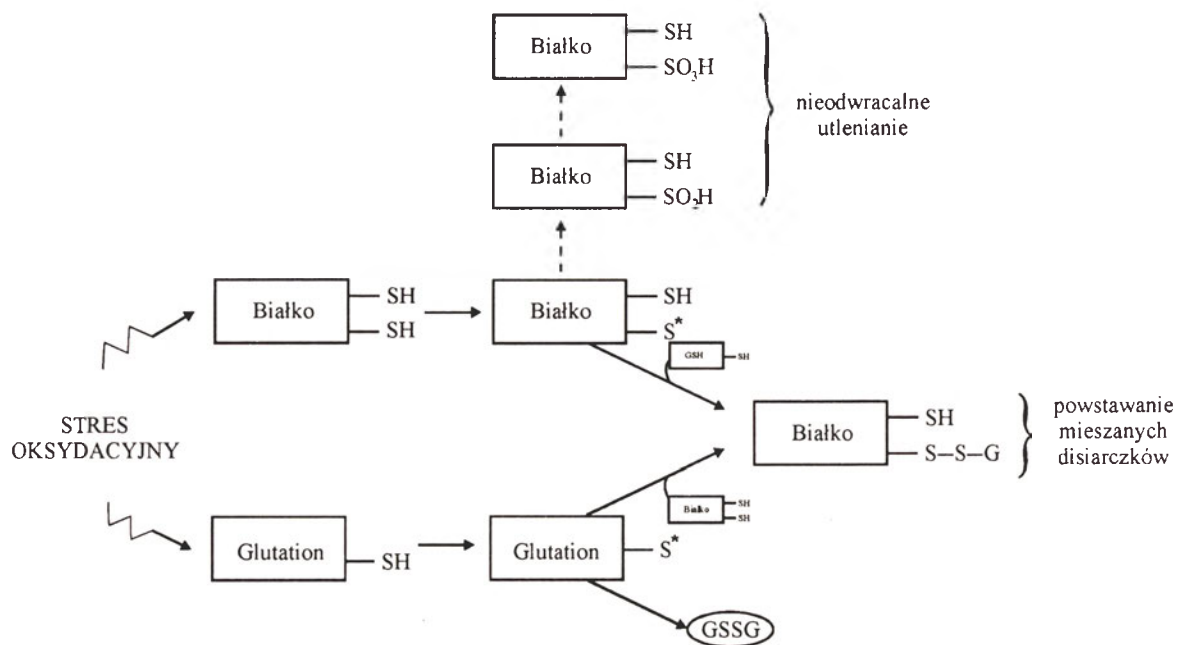 Białko
SH
SO₃H
nieodwracalne
utlenianie
Białko
SH
SO₂H
Białko
SH
SH
Białko
SH
S*
GSH
SH
STRES
OKSYDACYJNY
Białko
SH
S–S–G
powstawanie
mieszanych
disiarczków
Białko
SH
SH
Glutation
SH
Glutation
S*
GSSG